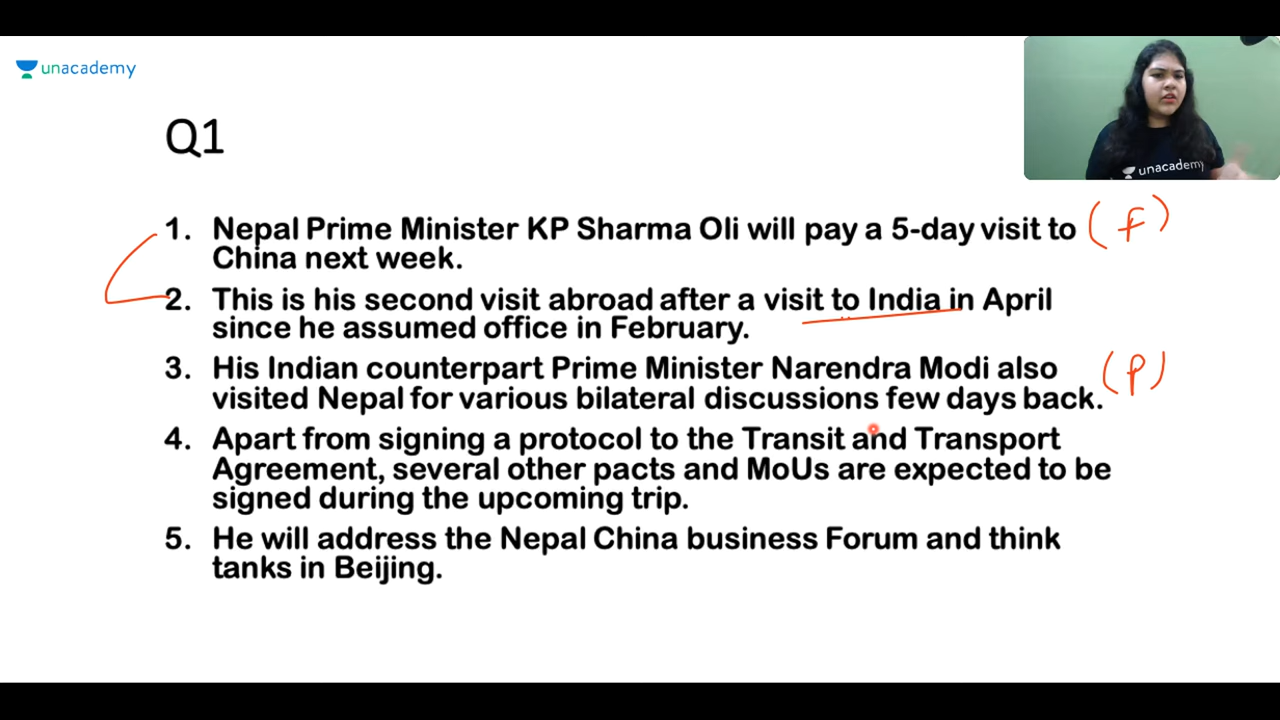 unacademy
unacademy
Q1
1. Nepal Prime Minister KP Sharma Oli will pay a 5-day visit to (F)
China next week.
2. This is his second visit abroad after a visit to India in April
since he assumed office in February.
3. His Indian counterpart Prime Minister Narendra Modi also (P)
visited Nepal for various bilateral discussions few days back.
4. Apart from signing a protocol to the Transit and Transport
Agreement, several other pacts and MoUs are expected to be
signed during the upcoming trip.
5. He will address the Nepal China business Forum and think
tanks in Beijing.